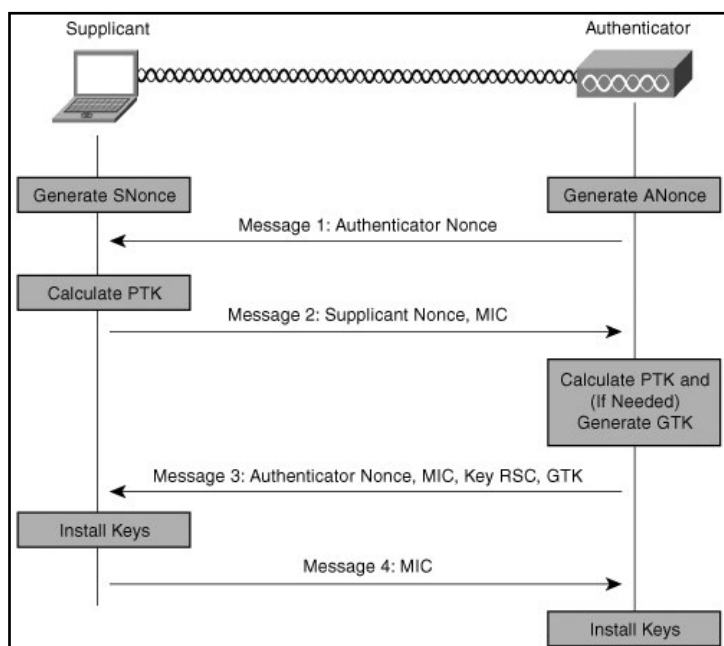 Supplicant
Authenticator
Generate SNonce
Generate ANonce
Message 1: Authenticator Nonce
Calculate PTK
Message 2: Supplicant Nonce, MIC
Calculate PTK and
(If Needed)
Generate GTK
Message 3: Authenticator Nonce, MIC, Key RSC, GTK
Install Keys
Message 4: MIC
Install Keys